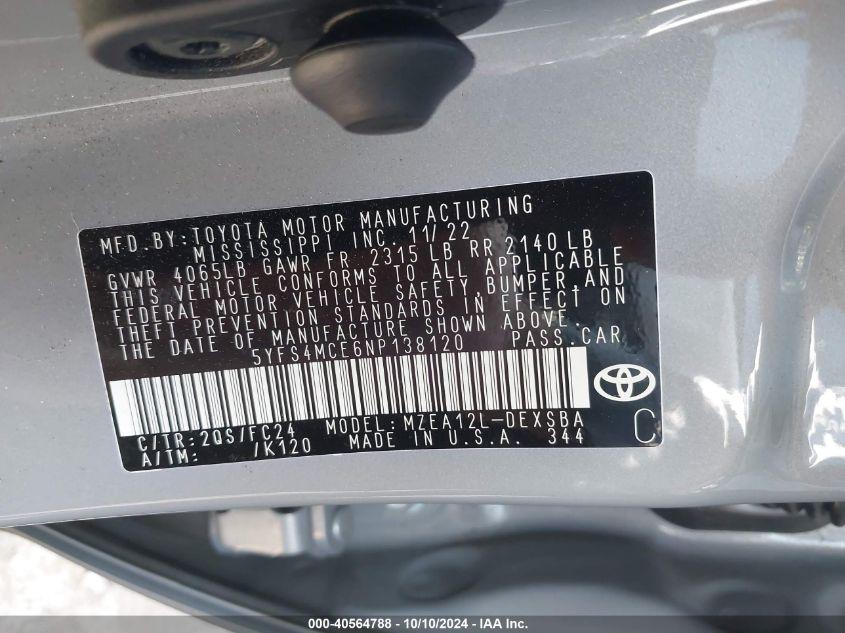 MFD. BY:TOYOTA MOTOR MANUFACTURING
MISSISSIPPI INC. 11/22
GVWR 4065LB GAWR FR 2315 LB RR 2140 LB
THIS VEHICLE CONFORMS TO ALL APPLICABLE
FEDERAL MOTOR VEHICLE SAFETY, BUMPER,AND
THEFT PREVENTION STANDARDS IN EFFECT ON
THE DATE OF MANUFACTURE SHOWN ABOVE.
5YFS4MCE6NP138120 PASS.CAR
C/TR:2QS/FC24 MODEL:MZEA12L-DEXSBA
A/TM: /K120 MADE IN U.S.A. 344 C
000-40564788 - 10/10/2024 - IAA Inc.